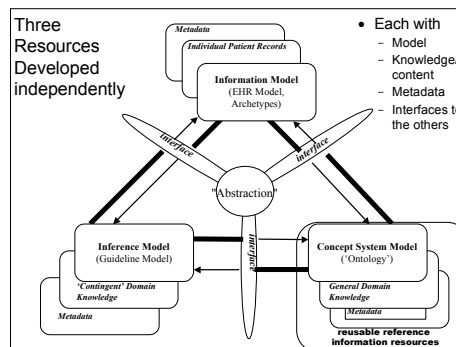 Three
Resources
Developed
independently
Metadata
Individual Patient Records
Information Model
(EHR Model,
Archetypes)
• Each with
– Model
– Knowledge/
content
– Metadata
– Interfaces to
the others
interface
interface
"Abstraction"
interface
Inference Model
(Guideline Model)
'Contingent' Domain
Knowledge
Metadata
Concept System Model
('Ontology')
General Domain
Knowledge
Metadata
reusable reference
information resources